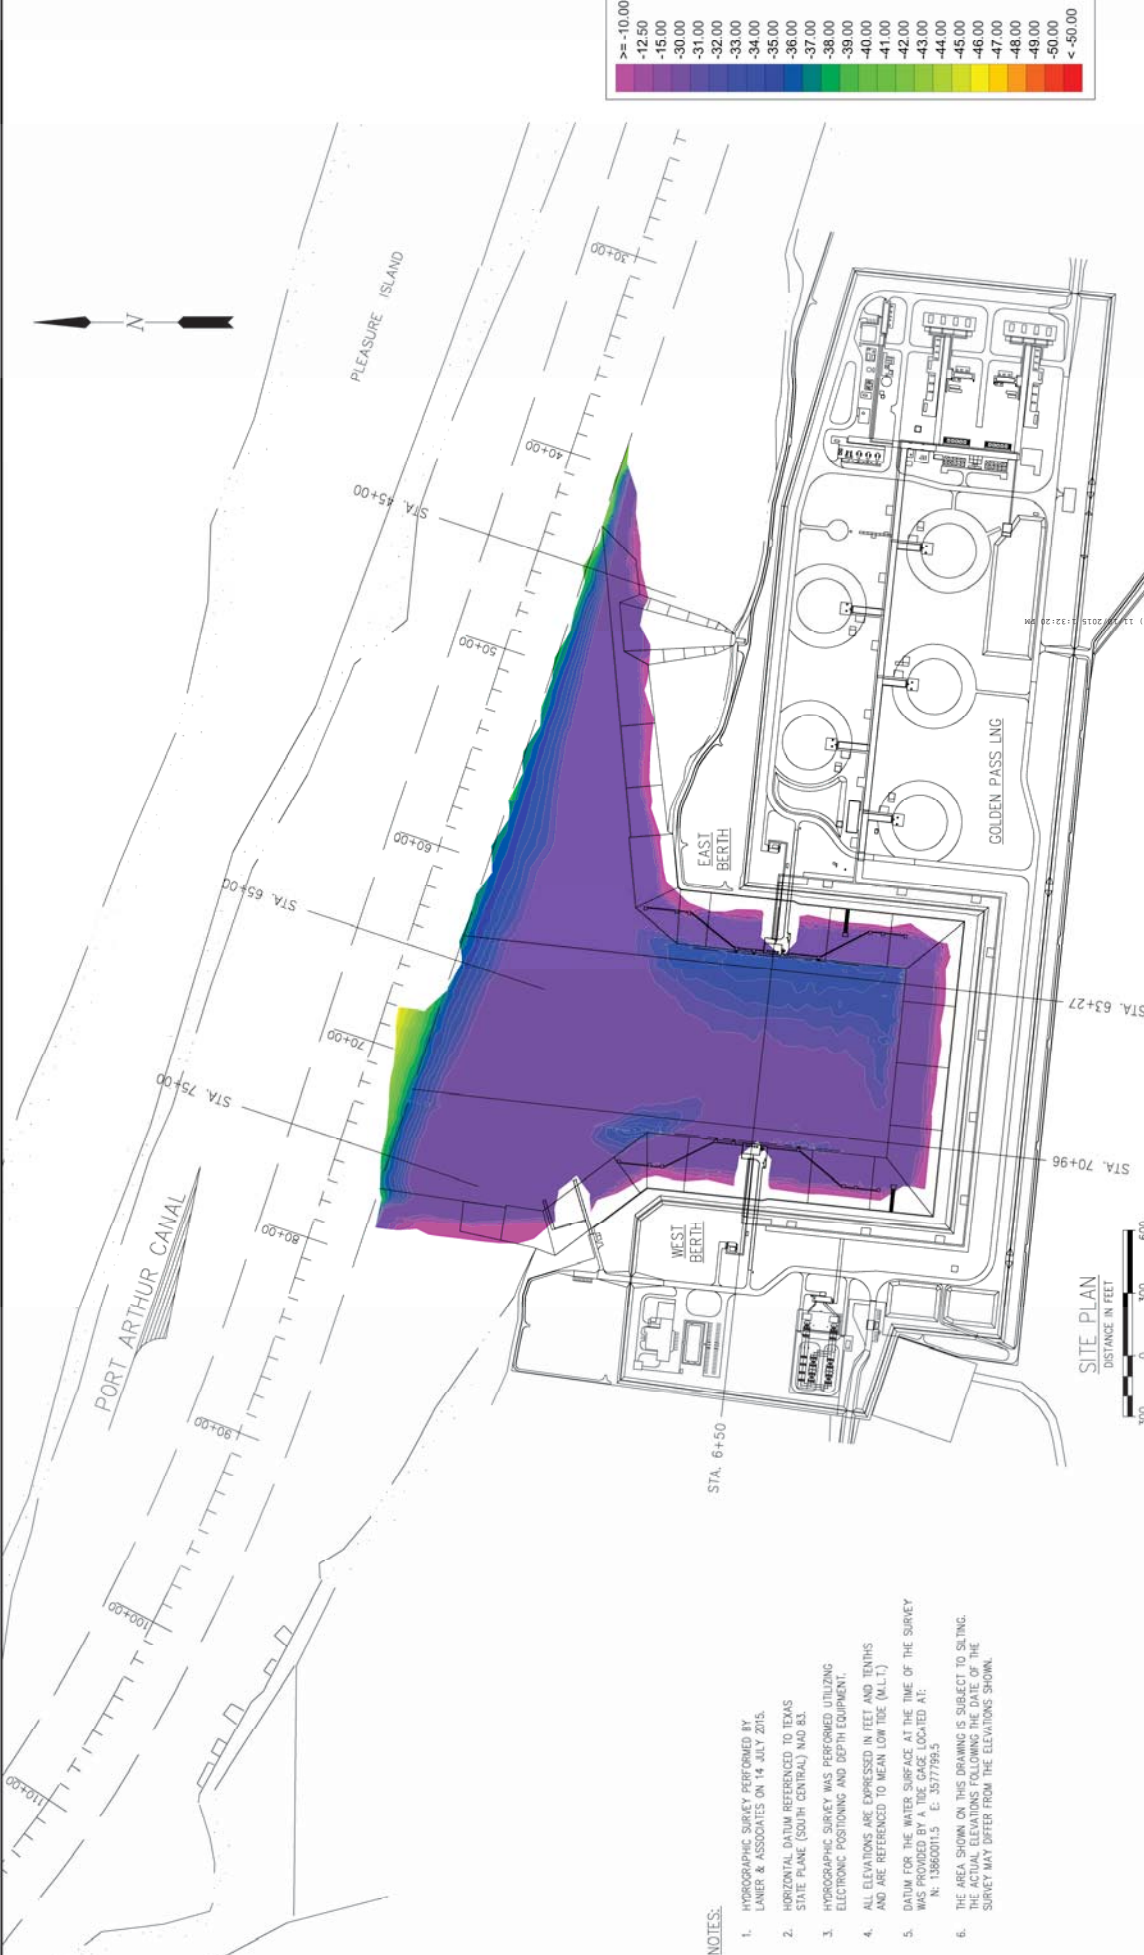 NOTES:
1. HYDROGRAPHIC SURVEY PERFORMED BY
LANIER & ASSOCIATES ON 14 JULY 2015.
2. HORIZONTAL DATUM REFERENCED TO TEXAS
STATE PLANE (SOUTH CENTRAL) NAD 83.
3. HYDROGRAPHIC SURVEY WAS PERFORMED UTILIZING
ELECTRONIC POSITIONING AND DEPTH EQUIPMENT.
4. ALL ELEVATIONS ARE EXPRESSED IN FEET AND TENTHS
AND ARE REFERENCED TO MEAN LOW TIDE (M.L.T.)
5. DATUM FOR THE WATER SURFACE AT THE TIME OF THE SURVEY
WAS PROVIDED BY A TIDE GAGE LOCATED AT:
N: 13860011.5 E: 3577799.5
6. THE AREA SHOWN ON THIS DRAWING IS SUBJECT TO SILTING.
THE ACTUAL ELEVATIONS FOLLOWING THE DATE OF THE
SURVEY MAY DIFFER FROM THE ELEVATIONS SHOWN.
110+00
100+00
90+00
80+00
70+00
60+00
50+00
40+00
30+00
PORT ARTHUR CANAL
STA. 75+00
STA. 65+00
STA. 45+00
N
PLEASURE ISLAND
STA. 6+50
WEST
BERTH
EAST
BERTH
STA. 70+96
STA. 63+27
GOLDEN PASS LNG
SITE PLAN
DISTANCE IN FEET
300
0
300
600
>= -10.00
-12.50
-15.00
-30.00
-31.00
-32.00
-33.00
-34.00
-35.00
-36.00
-37.00
-38.00
-39.00
-40.00
-41.00
-42.00
-43.00
-44.00
-45.00
-46.00
-47.00
-48.00
-49.00
-50.00
< -50.00